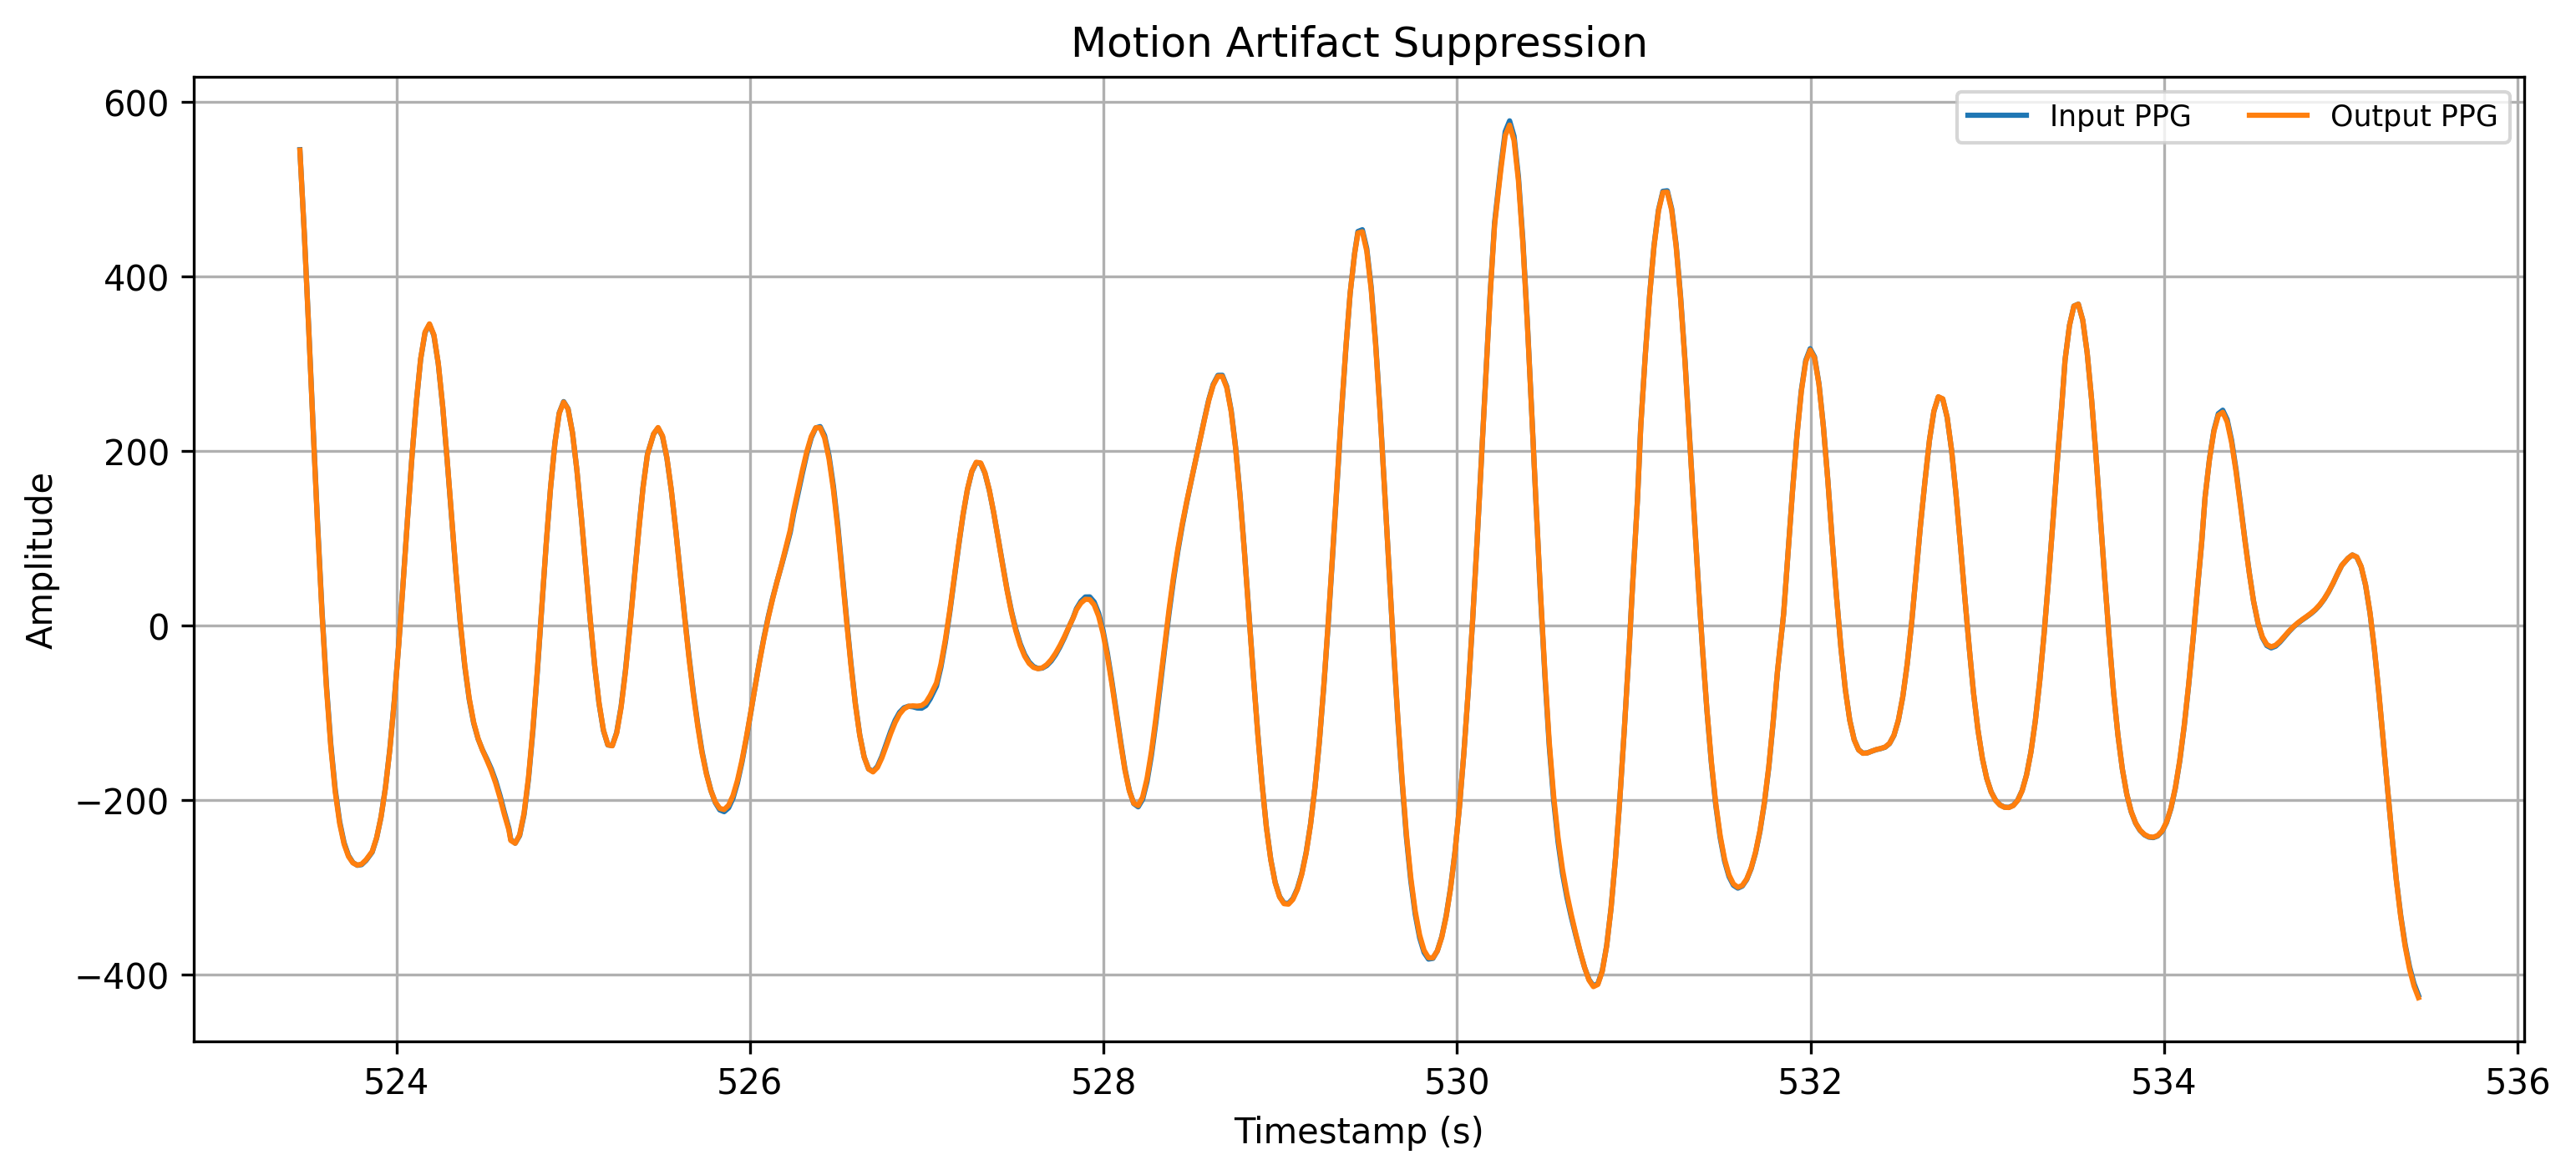 Motion Artifact Suppression
Input PPG Output PPG
600
400
200
0
−200
−400
Amplitude
524 526 528 530 532 534 536
Timestamp (s)